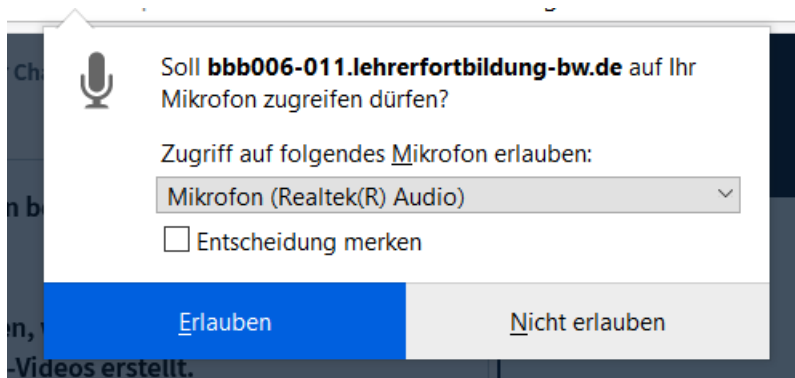 Soll bbb006-011.lehrerfortbildung-bw.de auf Ihr
Mikrofon zugreifen dürfen?
Zugriff auf folgendes Mikrofon erlauben:
Mikrofon (Realtek(R) Audio)
Entscheidung merken
Erlauben
Nicht erlauben
-Videos erstellt.